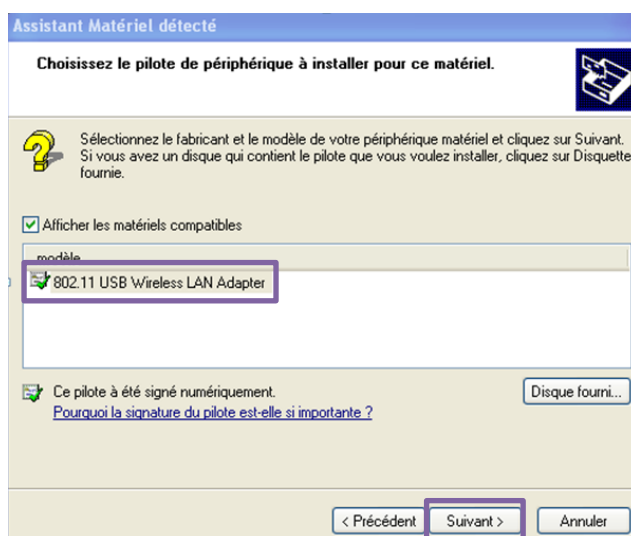 Assistant Matériel détecté
Choisissez le pilote de périphérique à installer pour ce matériel.
Sélectionnez le fabricant et le modèle de votre périphérique matériel et cliquez sur Suivant.
Si vous avez un disque qui contient le pilote que vous voulez installer, cliquez sur Disquette
fournie.
Afficher les matériels compatibles
modèle
802.11 USB Wireless LAN Adapter
Ce pilote à été signé numériquement.
Disque fourni...
Pourquoi la signature du pilote est-elle si importante ?
< Précédent
Suivant >
Annuler